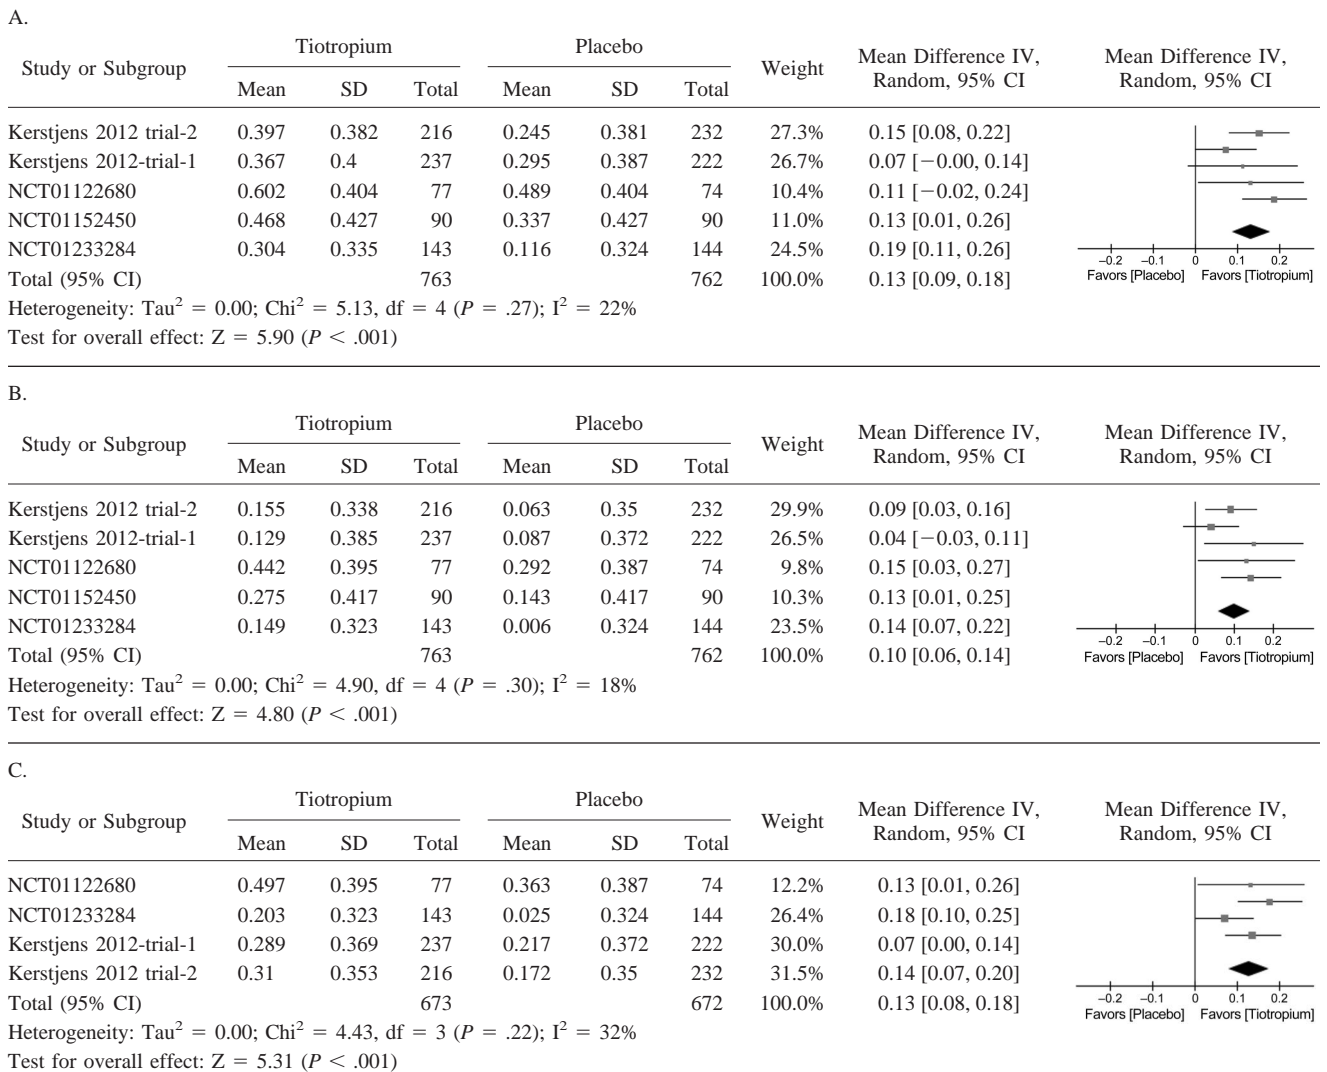 A.
Study or Subgroup Tiotropium Placebo Weight Mean Difference IV, Random, 95% CI Mean Difference IV, Random, 95% CI
Mean SD Total Mean SD Total
Kerstjens 2012 trial-2 0.397 0.382 216 0.245 0.381 232 27.3% 0.15 [0.08, 0.22]
Kerstjens 2012-trial-1 0.367 0.4 237 0.295 0.387 222 26.7% 0.07 [−0.00, 0.14]
NCT01122680 0.602 0.404 77 0.489 0.404 74 10.4% 0.11 [−0.02, 0.24]
NCT01152450 0.468 0.427 90 0.337 0.427 90 11.0% 0.13 [0.01, 0.26]
NCT01233284 0.304 0.335 143 0.116 0.324 144 24.5% 0.19 [0.11, 0.26]
Total (95% CI) 763 762 100.0% 0.13 [0.09, 0.18]
−0.2 −0.1 0 0.1 0.2
Favors [Placebo] Favors [Tiotropium]
Heterogeneity: Tau² = 0.00; Chi² = 5.13, df = 4 (P = .27); I² = 22%
Test for overall effect: Z = 5.90 (P < .001)
B.
Study or Subgroup Tiotropium Placebo Weight Mean Difference IV, Random, 95% CI Mean Difference IV, Random, 95% CI
Mean SD Total Mean SD Total
Kerstjens 2012 trial-2 0.155 0.338 216 0.063 0.35 232 29.9% 0.09 [0.03, 0.16]
Kerstjens 2012-trial-1 0.129 0.385 237 0.087 0.372 222 26.5% 0.04 [−0.03, 0.11]
NCT01122680 0.442 0.395 77 0.292 0.387 74 9.8% 0.15 [0.03, 0.27]
NCT01152450 0.275 0.417 90 0.143 0.417 90 10.3% 0.13 [0.01, 0.25]
NCT01233284 0.149 0.323 143 0.006 0.324 144 23.5% 0.14 [0.07, 0.22]
Total (95% CI) 763 762 100.0% 0.10 [0.06, 0.14]
−0.2 −0.1 0 0.1 0.2
Favors [Placebo] Favors [Tiotropium]
Heterogeneity: Tau² = 0.00; Chi² = 4.90, df = 4 (P = .30); I² = 18%
Test for overall effect: Z = 4.80 (P < .001)
C.
Study or Subgroup Tiotropium Placebo Weight Mean Difference IV, Random, 95% CI Mean Difference IV, Random, 95% CI
Mean SD Total Mean SD Total
NCT01122680 0.497 0.395 77 0.363 0.387 74 12.2% 0.13 [0.01, 0.26]
NCT01233284 0.203 0.323 143 0.025 0.324 144 26.4% 0.18 [0.10, 0.25]
Kerstjens 2012-trial-1 0.289 0.369 237 0.217 0.372 222 30.0% 0.07 [0.00, 0.14]
Kerstjens 2012 trial-2 0.31 0.353 216 0.172 0.35 232 31.5% 0.14 [0.07, 0.20]
Total (95% CI) 673 672 100.0% 0.13 [0.08, 0.18]
−0.2 −0.1 0 0.1 0.2
Favors [Placebo] Favors [Tiotropium]
Heterogeneity: Tau² = 0.00; Chi² = 4.43, df = 3 (P = .22); I² = 32%
Test for overall effect: Z = 5.31 (P < .001)